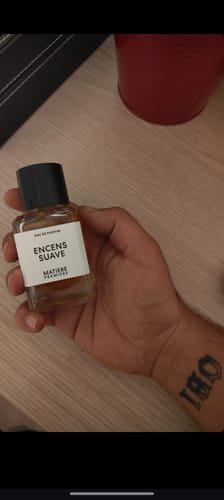 EAU DE PARFUM
ENCENS
SUAVE
MATIERE
PREMIERE